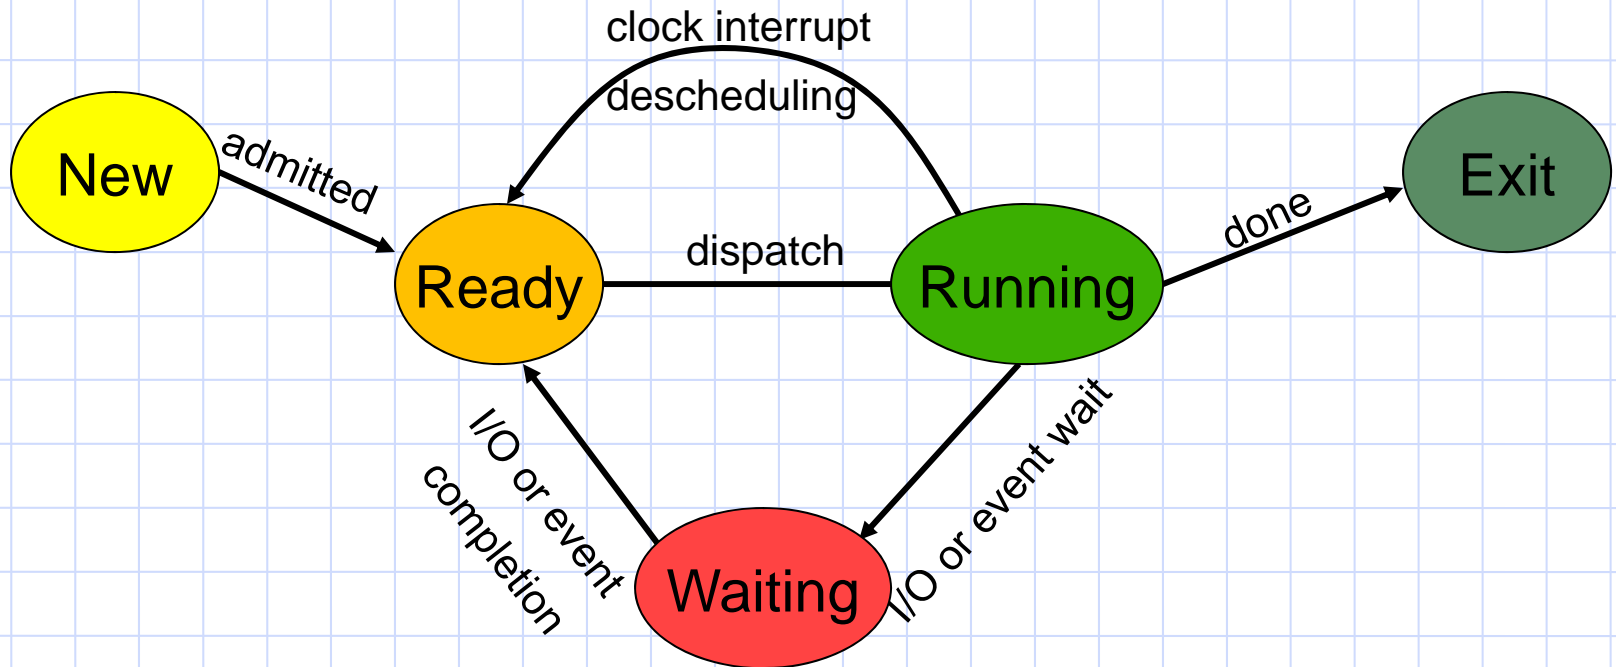 clock interrupt
descheduling
New
admitted
Exit
done
dispatch
Ready
Running
I/O or event
completion
I/O or event wait
Waiting